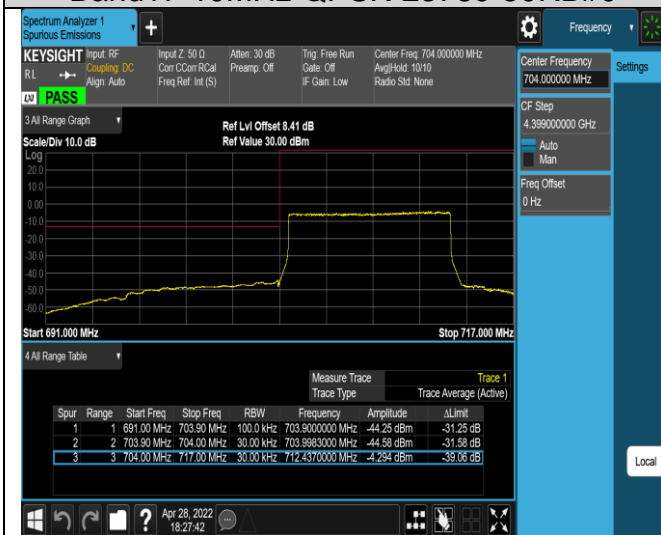 Spectrum Analyzer 1
Spurious Emissions
+
Frequency
KEYSIGHT
Input: RF
Coupling: DC
Align: Auto
Input Z: 50 Ω
Corr CCorr RCal
Freq Ref: Int (S)
Atten: 30 dB
Preamp: Off
Trig: Free Run
Gate: Off
IF Gain: Low
Center Freq: 704.000000 MHz
Avg|Hold: 10/10
Radio Std: None
R L
LXI PASS
Center Frequency
704.000000 MHz
Settings
CF Step
4.399000000 GHz
Auto
Man
Freq Offset
0 Hz
3 All Range Graph
Scale/Div 10.0 dB
Ref Lvl Offset 8.41 dB
Ref Value 30.00 dBm
Log
20.0
10.0
0.00
-10.0
-20.0
-30.0
-40.0
-50.0
-60.0
Start 691.000 MHz
Stop 717.000 MHz
4 All Range Table
Measure Trace Trace 1
Trace Type Trace Average (Active)
Spur Range Start Freq Stop Freq RBW Frequency Amplitude ΔLimit
1 1 691.00 MHz 703.90 MHz 100.0 kHz 703.9000000 MHz -44.25 dBm -31.25 dB
2 2 703.90 MHz 704.00 MHz 30.00 kHz 703.9983000 MHz -44.58 dBm -31.58 dB
3 3 704.00 MHz 717.00 MHz 30.00 kHz 712.4370000 MHz -4.294 dBm -39.06 dB
Local
?
Apr 28, 2022
18:27:42